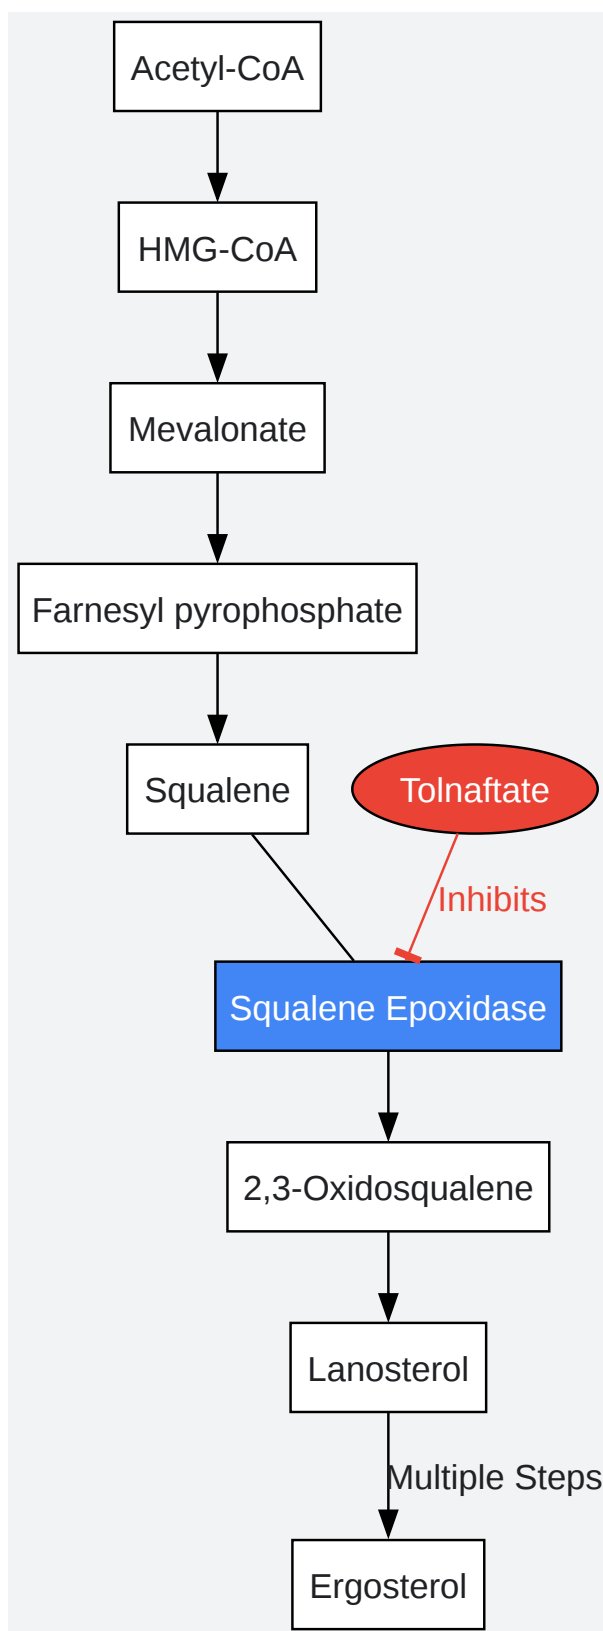 Acetyl-CoA
HMG-CoA
Mevalonate
Farnesyl pyrophosphate
Squalene
Tolnaftate
Inhibits
Squalene Epoxidase
2,3-Oxidosqualene
Lanosterol
Multiple Steps
Ergosterol